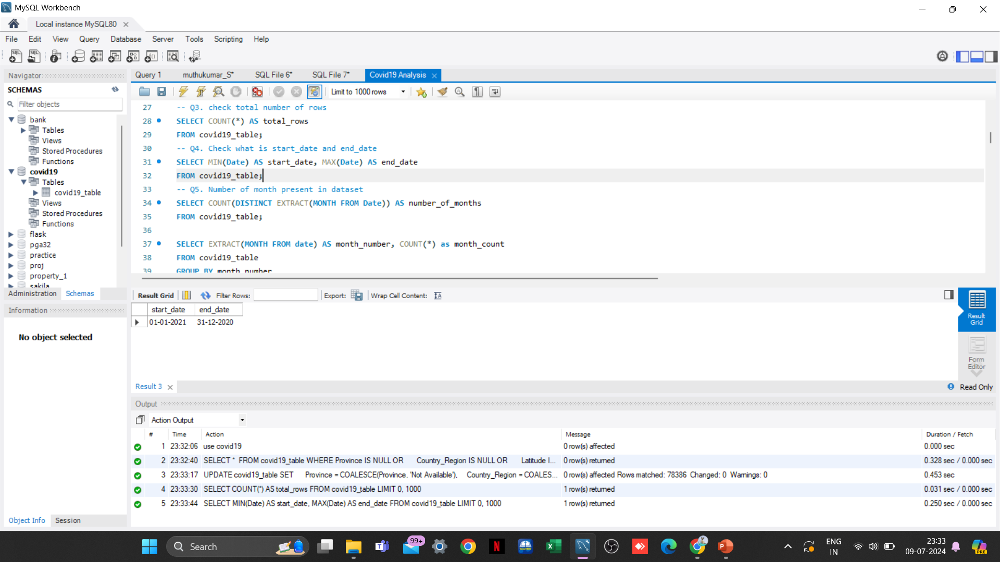 MySQL Workbench
Local instance MySQL80
File Edit View Query Database Server Tools Scripting Help
Navigator
SCHEMAS
Filter objects
bank
Tables
Views
Stored Procedures
Functions
covid19
Tables
covid19_table
Views
Stored Procedures
Functions
flask
pga32
practice
proj
property_1
sakila
Administration Schemas
Information
No object selected
Object Info Session
Query 1 muthukumar_S* SQL File 6* SQL File 7* Covid19 Analysis
Limit to 1000 rows
27 -- Q3. check total number of rows
28 SELECT COUNT(*) AS total_rows
29 FROM covid19_table;
30 -- Q4. Check what is start_date and end_date
31 SELECT MIN(Date) AS start_date, MAX(Date) AS end_date
32 FROM covid19_table;
33 -- Q5. Number of month present in dataset
34 SELECT COUNT(DISTINCT EXTRACT(MONTH FROM Date)) AS number_of_months
35 FROM covid19_table;
36
37 SELECT EXTRACT(MONTH FROM date) AS month_number, COUNT(*) as month_count
38 FROM covid19_table
39 GROUP BY month_number
Result Grid Filter Rows: Export: Wrap Cell Content:
start_date end_date
01-01-2021 31-12-2020
Result Grid
Form Editor
Result 3
Read Only
Output
Action Output
# Time Action Message Duration / Fetch
1 23:32:06 use covid19 0 row(s) affected 0.000 sec
2 23:32:40 SELECT * FROM covid19_table WHERE Province IS NULL OR Country_Region IS NULL OR Latitude I... 0 row(s) returned 0.328 sec / 0.000 sec
3 23:33:17 UPDATE covid19_table SET Province = COALESCE(Province, 'Not Available'), Country_Region = COALES... 0 row(s) affected Rows matched: 78386 Changed: 0 Warnings: 0 0.453 sec
4 23:33:30 SELECT COUNT(*) AS total_rows FROM covid19_table LIMIT 0, 1000 1 row(s) returned 0.031 sec / 0.000 sec
5 23:33:44 SELECT MIN(Date) AS start_date, MAX(Date) AS end_date FROM covid19_table LIMIT 0, 1000 1 row(s) returned 0.250 sec / 0.000 sec
Search
99+
ENG
IN
23:33
09-07-2024
PRE